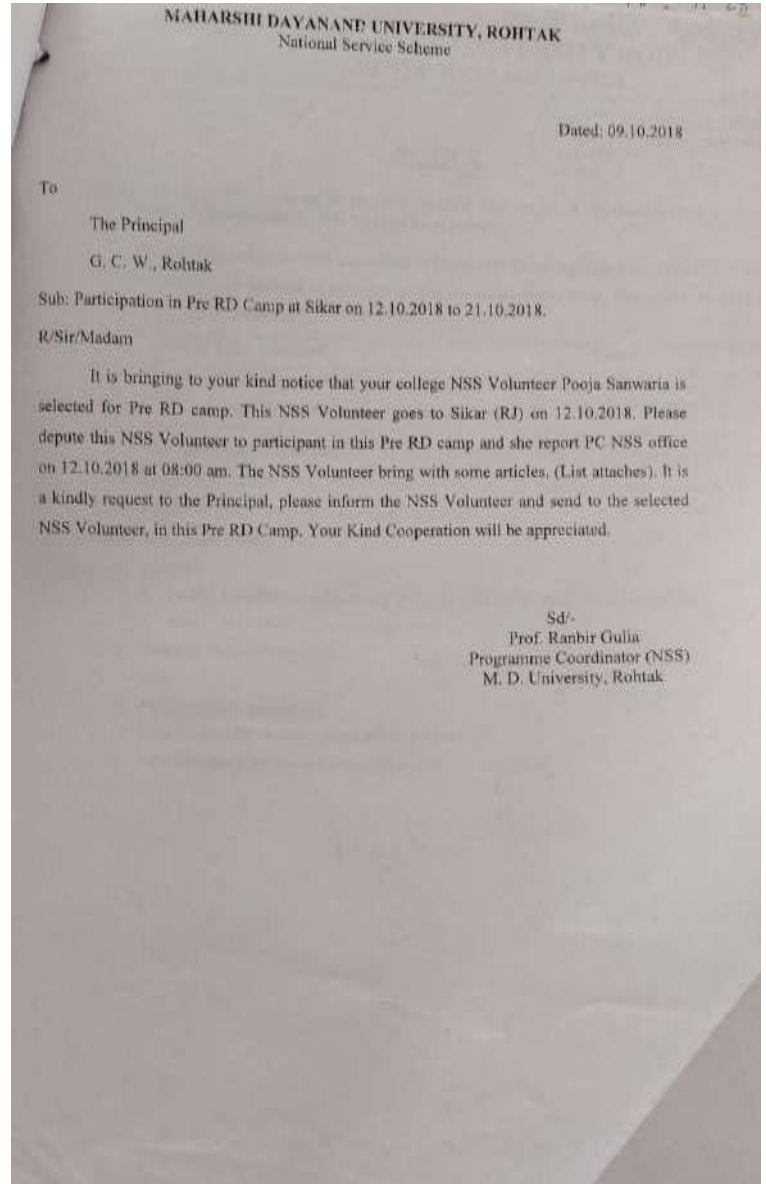 MAHARSHI DAYANAND UNIVERSITY, ROHTAK
National Service Scheme
Dated: 09.10.2018
To
The Principal
G. C. W., Rohtak
Sub: Participation in Pre RD Camp at Sikar on 12.10.2018 to 21.10.2018.
R/Sir/Madam
It is bringing to your kind notice that your college NSS Volunteer Pooja Sanwaria is
selected for Pre RD camp. This NSS Volunteer goes to Sikar (RJ) on 12.10.2018. Please
depute this NSS Volunteer to participant in this Pre RD camp and she report PC NSS office
on 12.10.2018 at 08:00 am. The NSS Volunteer bring with some articles, (List attaches). It is
a kindly request to the Principal, please inform the NSS Volunteer and send to the selected
NSS Volunteer, in this Pre RD Camp. Your Kind Cooperation will be appreciated.
Sd/-
Prof. Ranbir Gulia
Programme Coordinator (NSS)
M. D. University, Rohtak